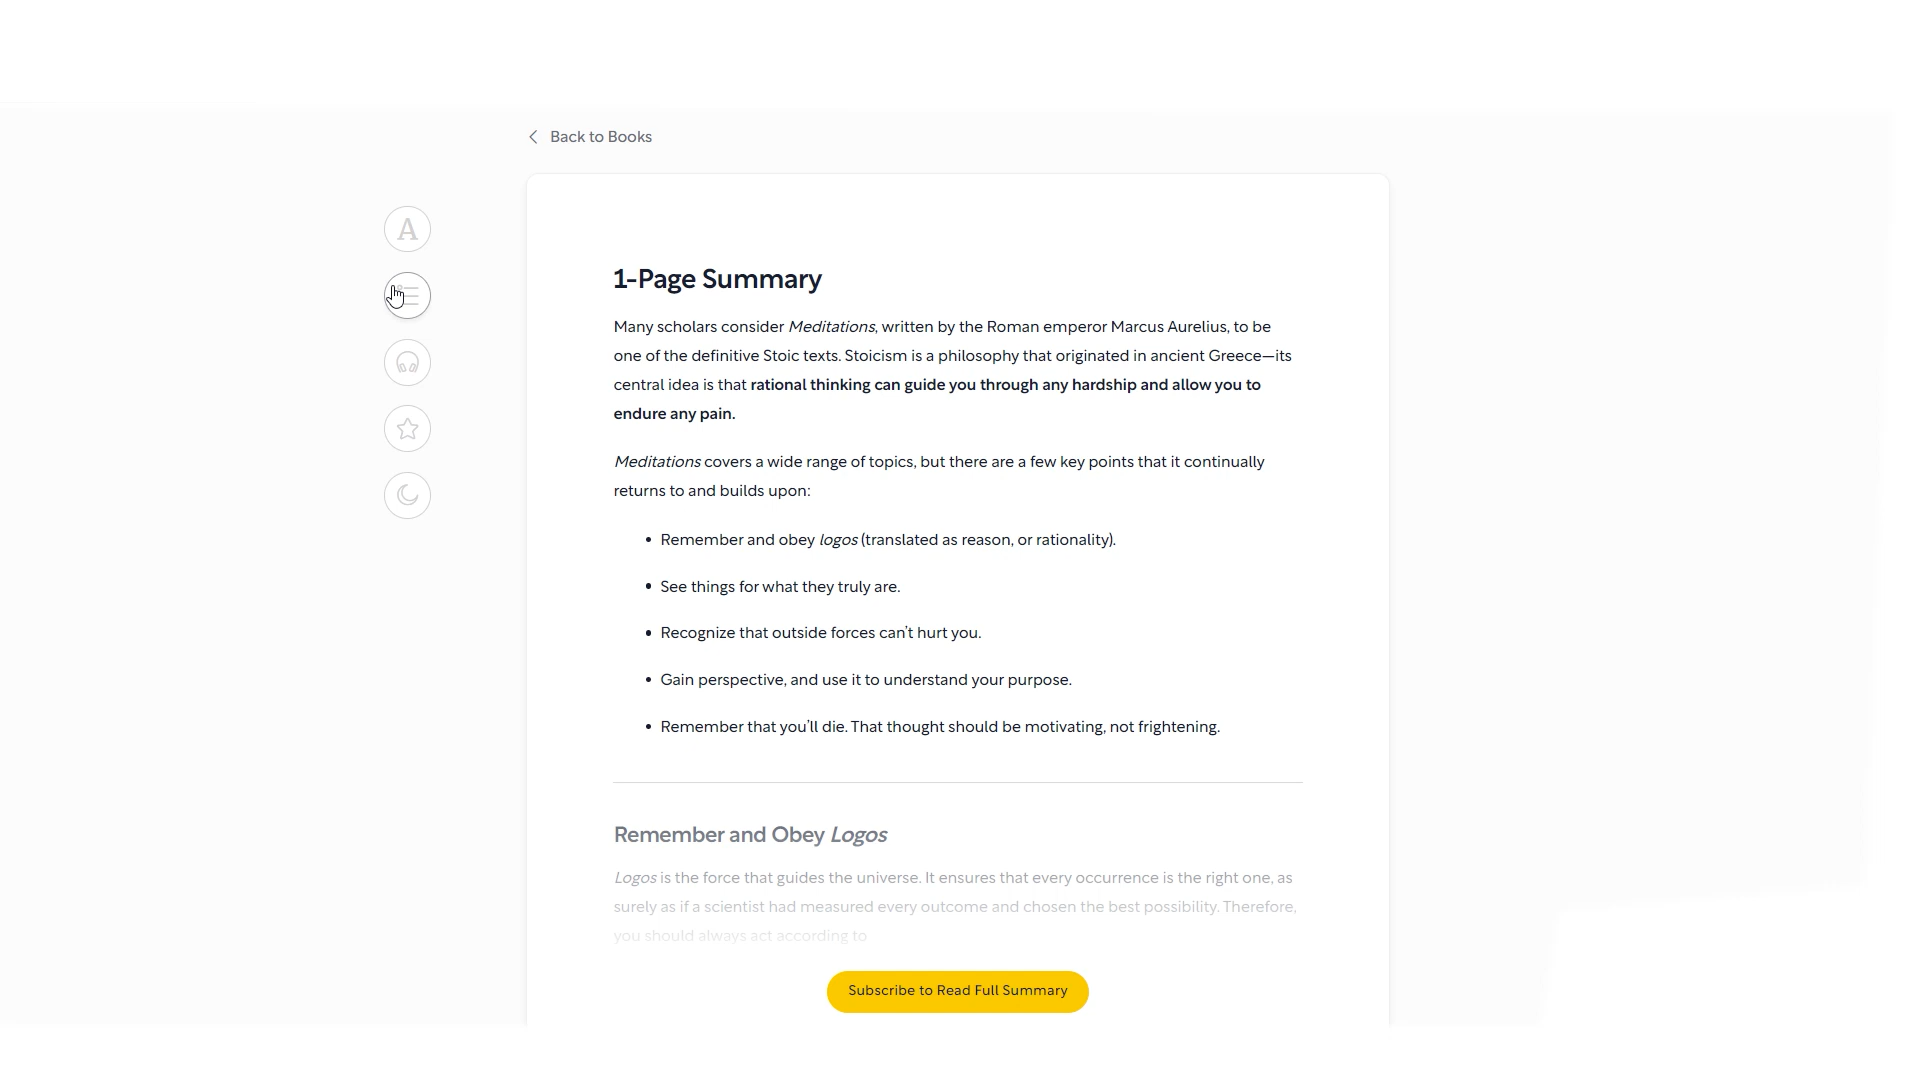 Back to Books
A
1-Page Summary
Many scholars consider Meditations, written by the Roman emperor Marcus Aurelius, to be
one of the definitive Stoic texts. Stoicism is a philosophy that originated in ancient Greece—its
central idea is that rational thinking can guide you through any hardship and allow you to
endure any pain.
Meditations covers a wide range of topics, but there are a few key points that it continually
returns to and builds upon:
• Remember and obey logos (translated as reason, or rationality).
• See things for what they truly are.
• Recognize that outside forces can't hurt you.
• Gain perspective, and use it to understand your purpose.
• Remember that you'll die. That thought should be motivating, not frightening.
Remember and Obey Logos
Logos is the force that guides the universe. It ensures that every occurrence is the right one, as
surely as if a scientist had measured every outcome and chosen the best possibility. Therefore,
you should always act according to
Subscribe to Read Full Summary